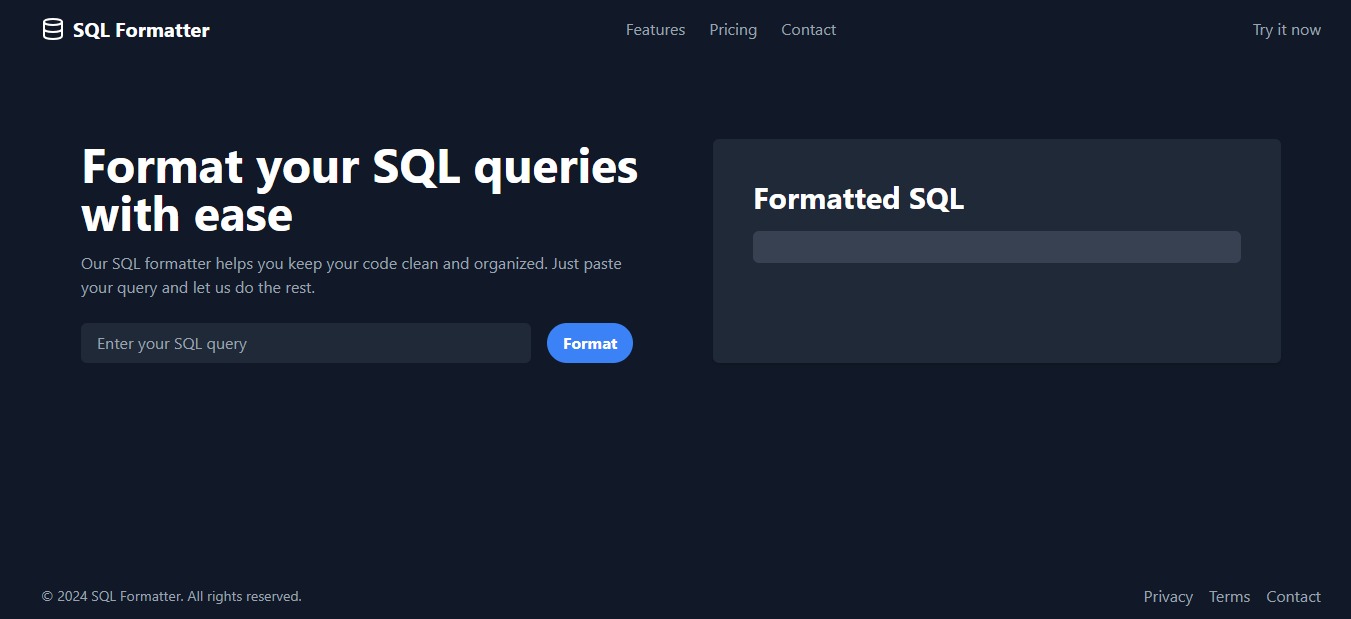 SQL Formatter
Features
Pricing
Contact
Try it now
Format your SQL queries
with ease
Our SQL formatter helps you keep your code clean and organized. Just paste
your query and let us do the rest.
Enter your SQL query
Format
Formatted SQL
© 2024 SQL Formatter. All rights reserved.
Privacy
Terms
Contact